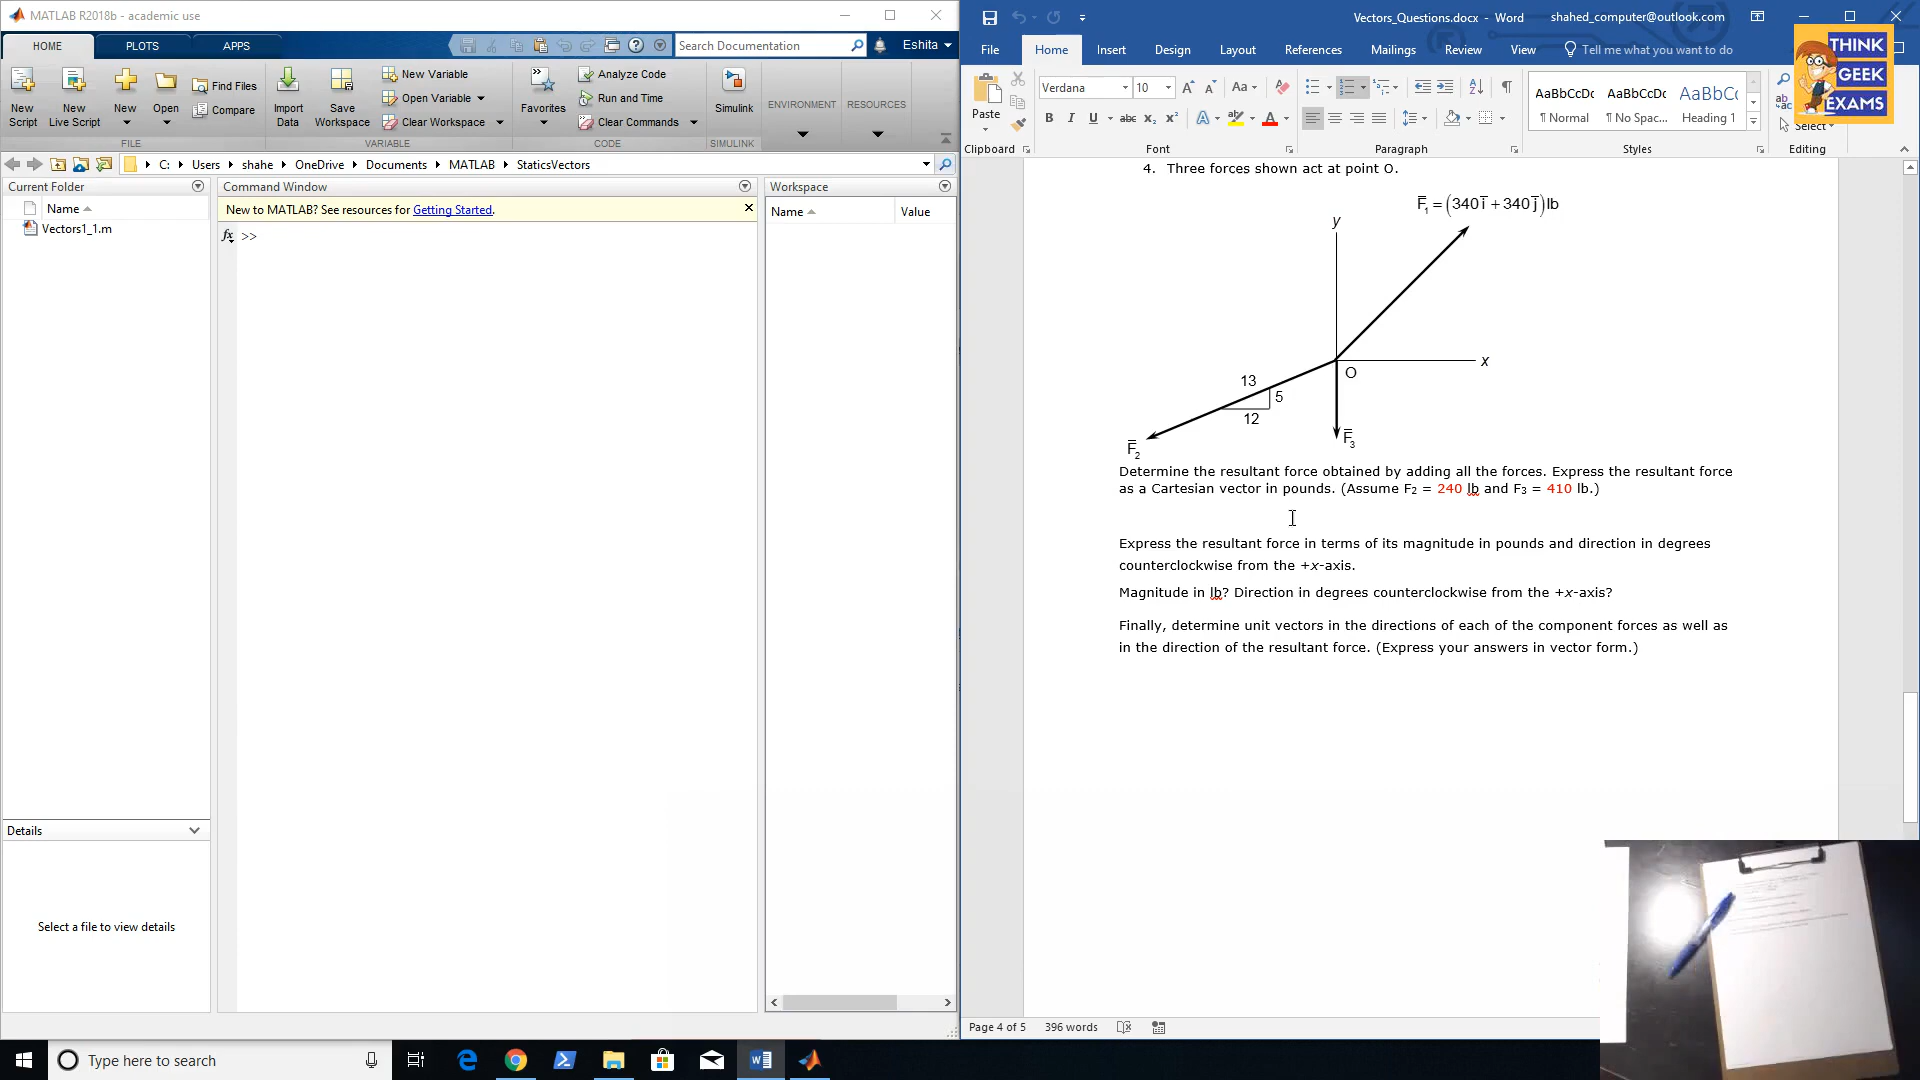 MATLAB R2018b - academic use
HOME PLOTS APPS
Search Documentation
Eshita
New Script
New Live Script
New
Open
Find Files
Compare
Import Data
Save Workspace
New Variable
Open Variable
Clear Workspace
Favorites
Analyze Code
Run and Time
Clear Commands
Simulink
ENVIRONMENT
RESOURCES
FILE VARIABLE CODE SIMULINK
C: Users shahe OneDrive Documents MATLAB StaticsVectors
Current Folder
Name
Vectors1_1.m
Details
Select a file to view details
Command Window
New to MATLAB? See resources for Getting Started.
fx >>
Workspace
Name Value
Vectors_Questions.docx - Word
shahed_computer@outlook.com
File Home Insert Design Layout References Mailings Review View Tell me what you want to do
THINK
GEEK
EXAMS
Paste
Verdana 10
AaBbCcDc AaBbCcDc AaBbCc
¶ Normal ¶ No Spac... Heading 1
Select
Clipboard Font Paragraph Styles Editing
4. Three forces shown act at point O.
F̅₁ = (340 i̅ + 340 j̅) lb
y
x
O
13
5
12
F̅₂
F̅₃
Determine the resultant force obtained by adding all the forces. Express the resultant force
as a Cartesian vector in pounds. (Assume F₂ = 240 lb and F₃ = 410 lb.)
Express the resultant force in terms of its magnitude in pounds and direction in degrees
counterclockwise from the +x-axis.
Magnitude in lb? Direction in degrees counterclockwise from the +x-axis?
Finally, determine unit vectors in the directions of each of the component forces as well as
in the direction of the resultant force. (Express your answers in vector form.)
Page 4 of 5 396 words
Type here to search